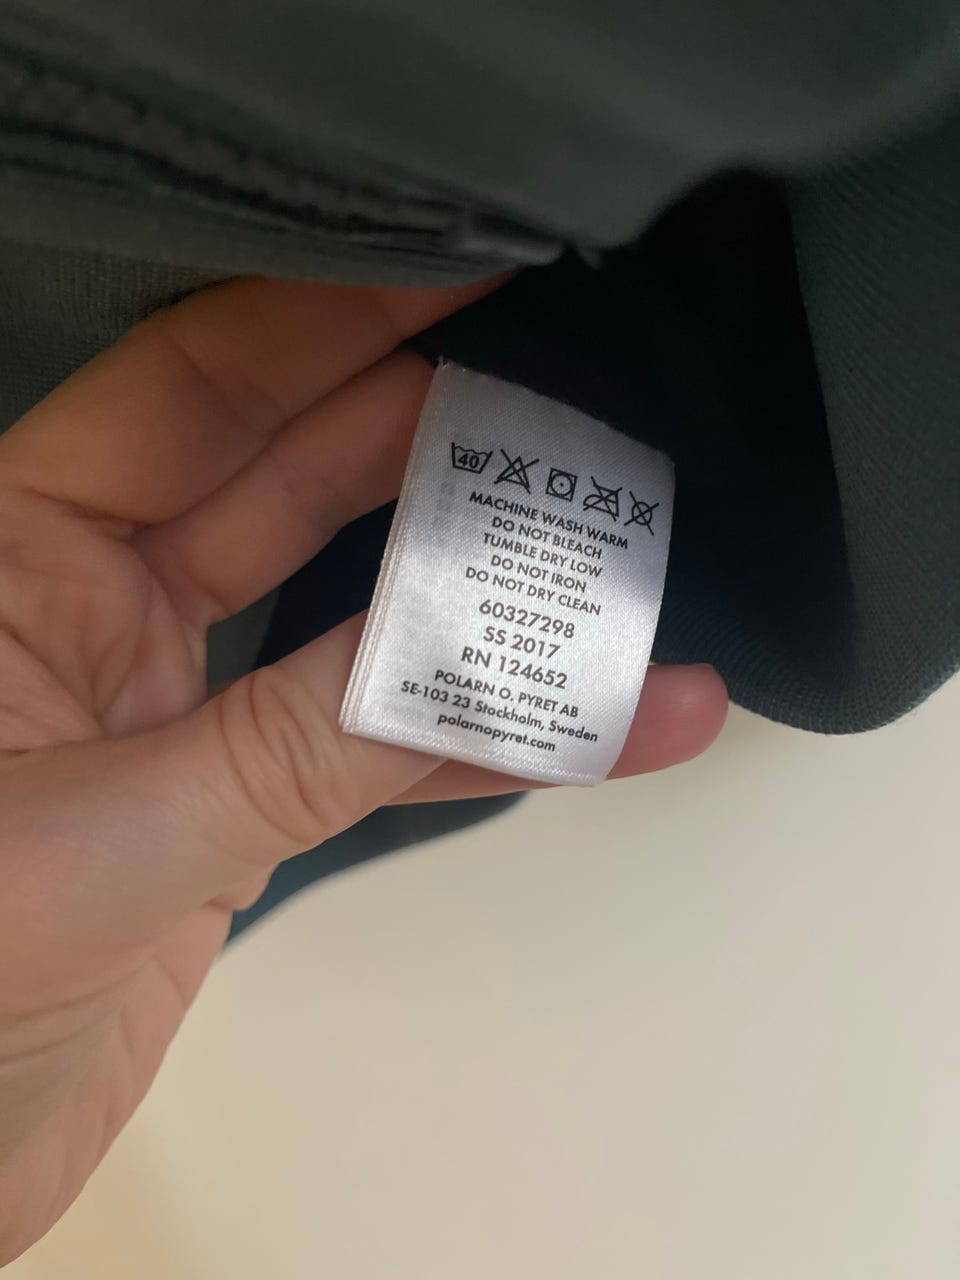 40
MACHINE WASH WARM
DO NOT BLEACH
TUMBLE DRY LOW
DO NOT IRON
DO NOT DRY CLEAN
60327298
SS 2017
RN 124652
POLARN O. PYRET AB
SE-103 23 Stockholm, Sweden
polarnopyret.com